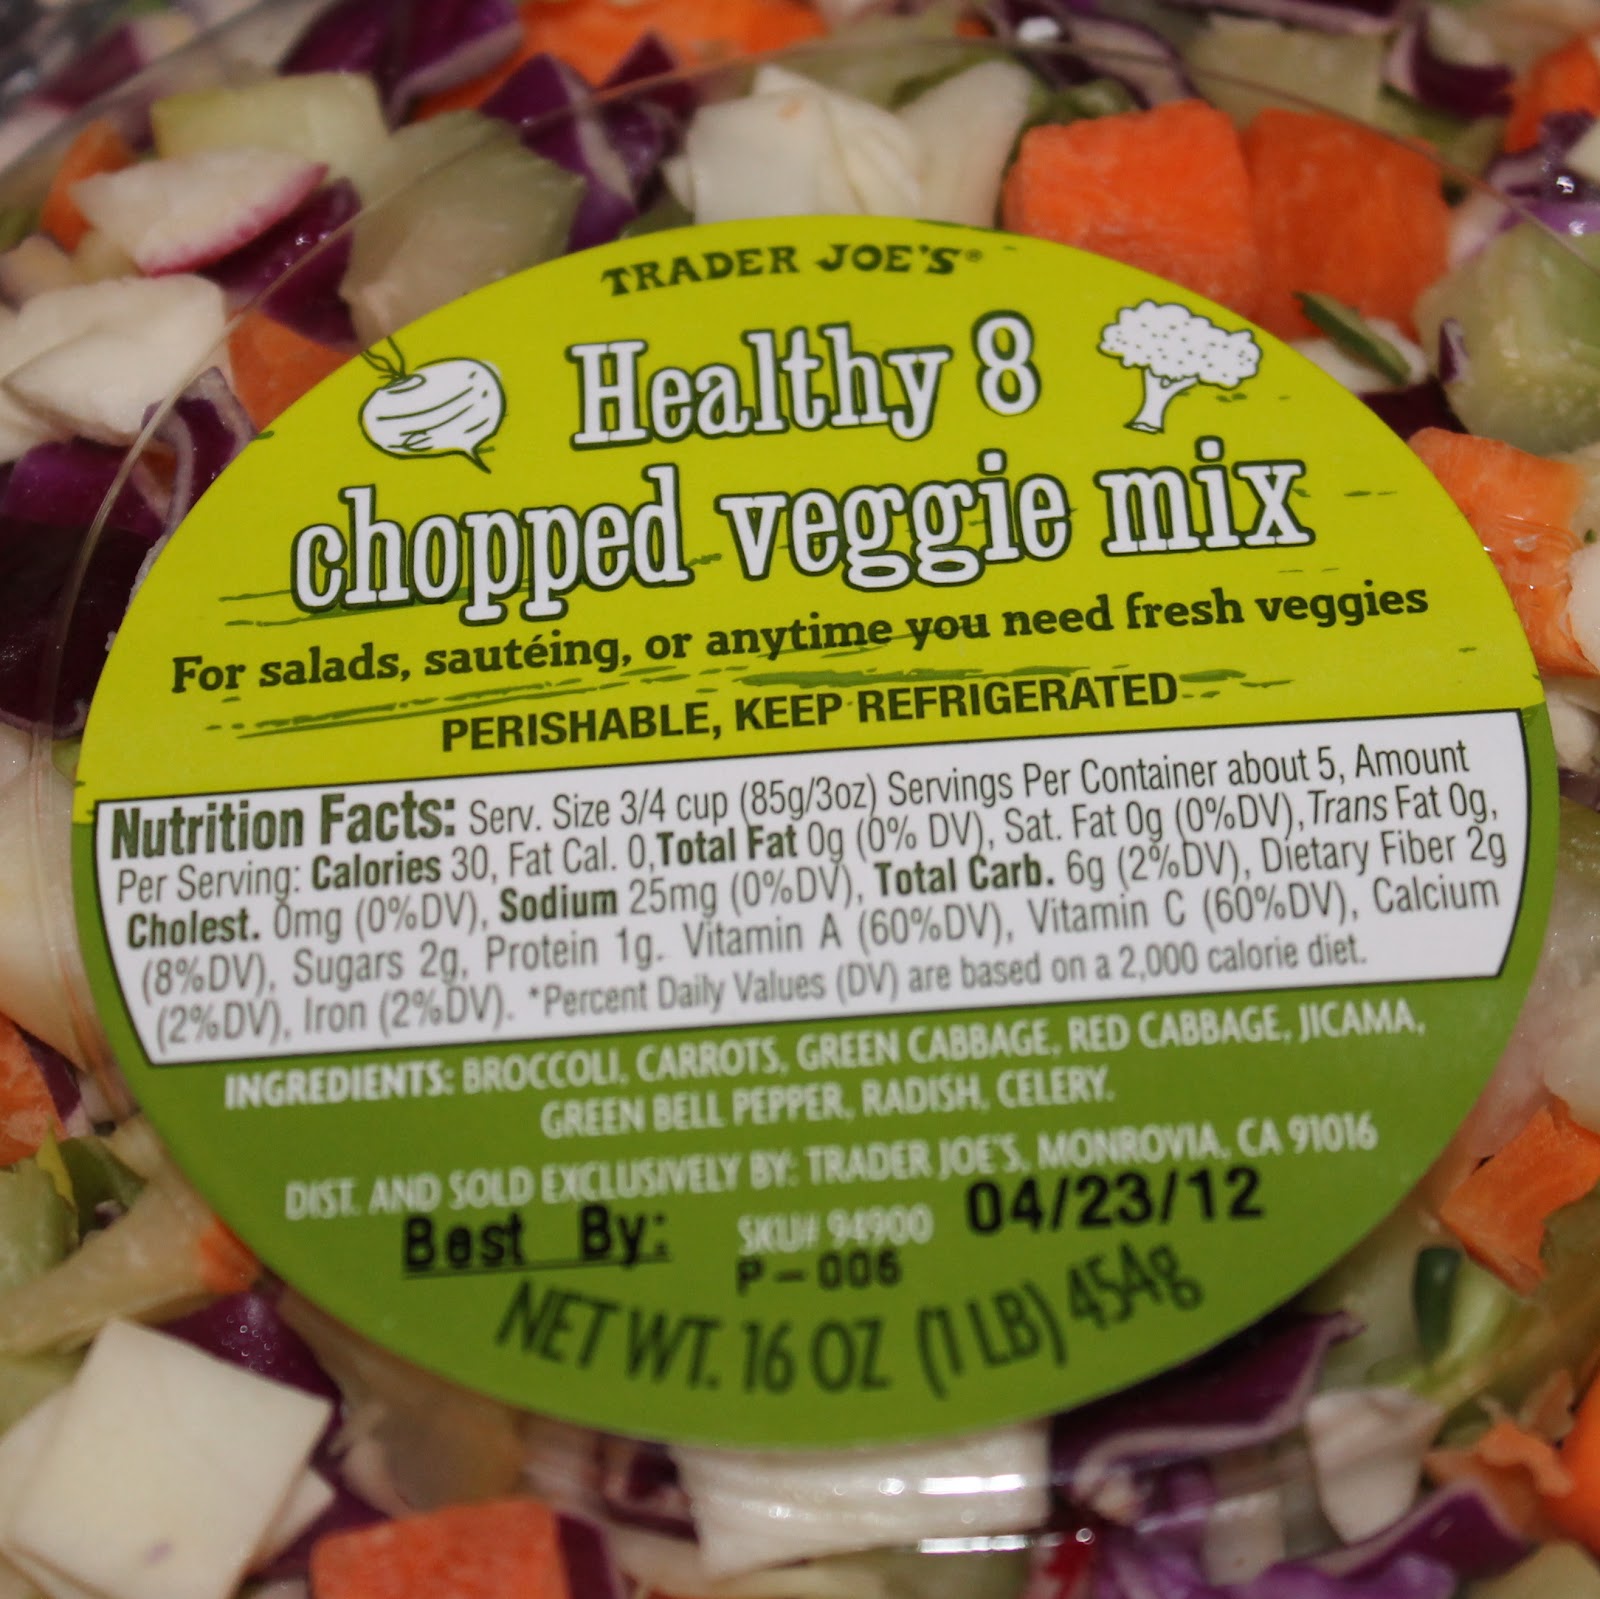 TRADER JOE'S®
Healthy 8
chopped veggie mix
For salads, sautéing, or anytime you need fresh veggies
PERISHABLE, KEEP REFRIGERATED
Nutrition Facts: Serv. Size 3/4 cup (85g/3oz) Servings Per Container about 5, Amount
Per Serving: Calories 30, Fat Cal. 0, Total Fat 0g (0% DV), Sat. Fat 0g (0%DV), Trans Fat 0g,
Cholest. 0mg (0%DV), Sodium 25mg (0%DV), Total Carb. 6g (2%DV), Dietary Fiber 2g
(8%DV), Sugars 2g, Protein 1g. Vitamin A (60%DV), Vitamin C (60%DV), Calcium
(2%DV), Iron (2%DV). *Percent Daily Values (DV) are based on a 2,000 calorie diet.
INGREDIENTS: BROCCOLI, CARROTS, GREEN CABBAGE, RED CABBAGE, JICAMA,
GREEN BELL PEPPER, RADISH, CELERY.
DIST. AND SOLD EXCLUSIVELY BY: TRADER JOE'S, MONROVIA, CA 91016
Best By: SKU# 94900 04/23/12
P-006
NET WT. 16 OZ (1 LB) 454g